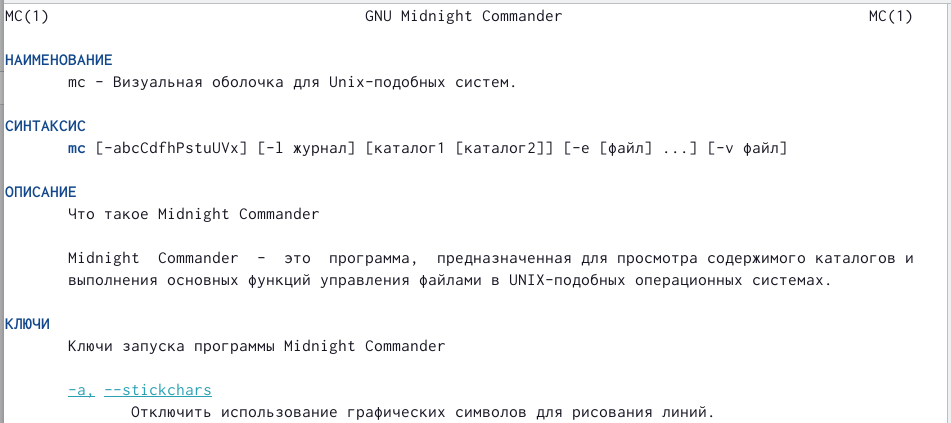 MC(1) GNU Midnight Commander MC(1)
НАИМЕНОВАНИЕ
mc - Визуальная оболочка для Unix-подобных систем.
СИНТАКСИС
mc [-abcCdfhPstuUVx] [-l журнал] [каталог1 [каталог2]] [-e [файл] ...] [-v файл]
ОПИСАНИЕ
Что такое Midnight Commander
Midnight Commander - это программа, предназначенная для просмотра содержимого каталогов и
выполнения основных функций управления файлами в UNIX-подобных операционных системах.
КЛЮЧИ
Ключи запуска программы Midnight Commander
-a, --stickchars
Отключить использование графических символов для рисования линий.